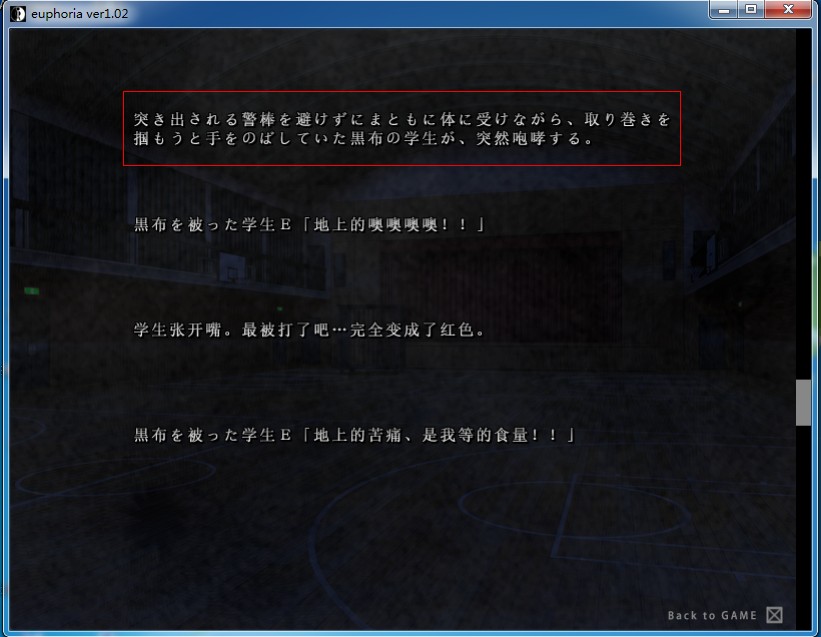 euphoria ver1.02
突き出される警棒を避けずにまともに体に受けながら、取り巻きを
掴もうと手をのばしていた黒布の学生が、突然咆哮する。
黒布を被った学生Ｅ「地上的噢噢噢噢！！」
学生张开嘴。最被打了吧…完全变成了红色。
黒布を被った学生Ｅ「地上的苦痛、是我等的食量！！」
Back to GAME